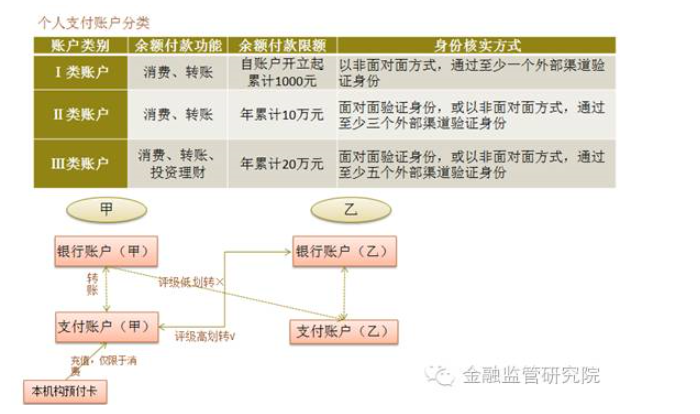 个人支付账户分类
账户类别 余额付款功能 余额付款限额 身份核实方式
Ⅰ类账户 消费、转账 自账户开立起 以非面对面方式，通过至少一个外部渠道验
累计1000元 证身份
Ⅱ类账户 消费、转账 年累计10万元 面对面验证身份，或以非面对面方式，通过
至少三个外部渠道验证身份
Ⅲ类账户 消费、转账、 年累计20万元 面对面验证身份，或以非面对面方式，通过
投资理财 至少五个外部渠道验证身份
甲 乙
银行账户（甲） 银行账户（乙）
转
账
评级低划转×
支付账户（甲） 支付账户（乙）
评级高划转√
充值，仅限于消
费
本机构预付卡
金融监管研究院